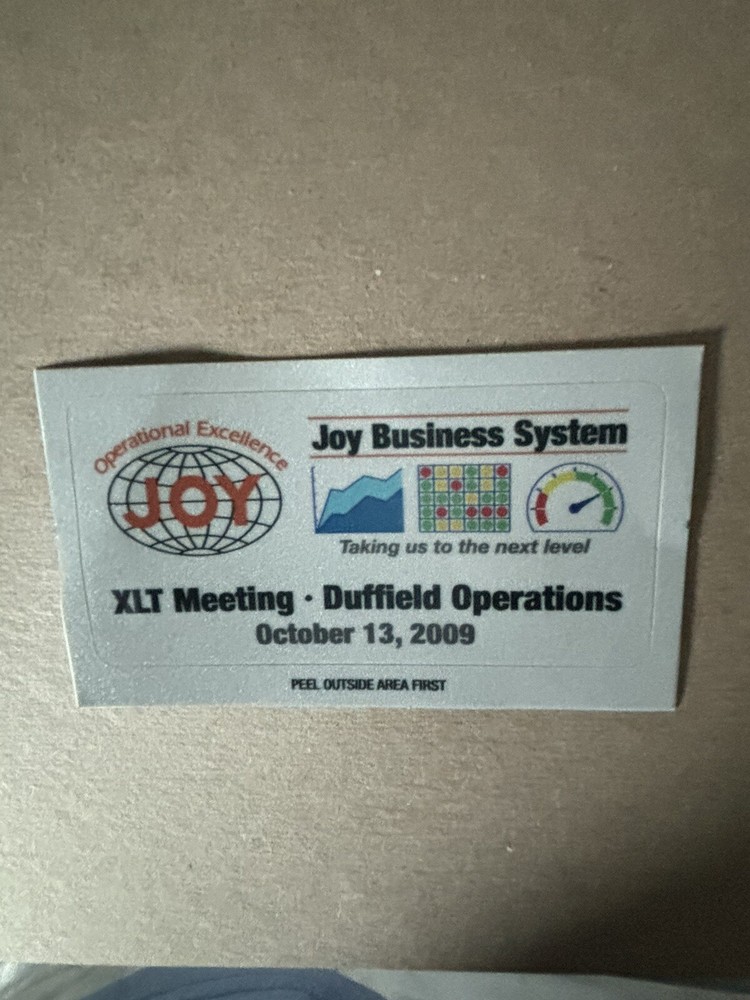 Operational Excellence
JOY
Joy Business System
Taking us to the next level
XLT Meeting · Duffield Operations
October 13, 2009
PEEL OUTSIDE AREA FIRST